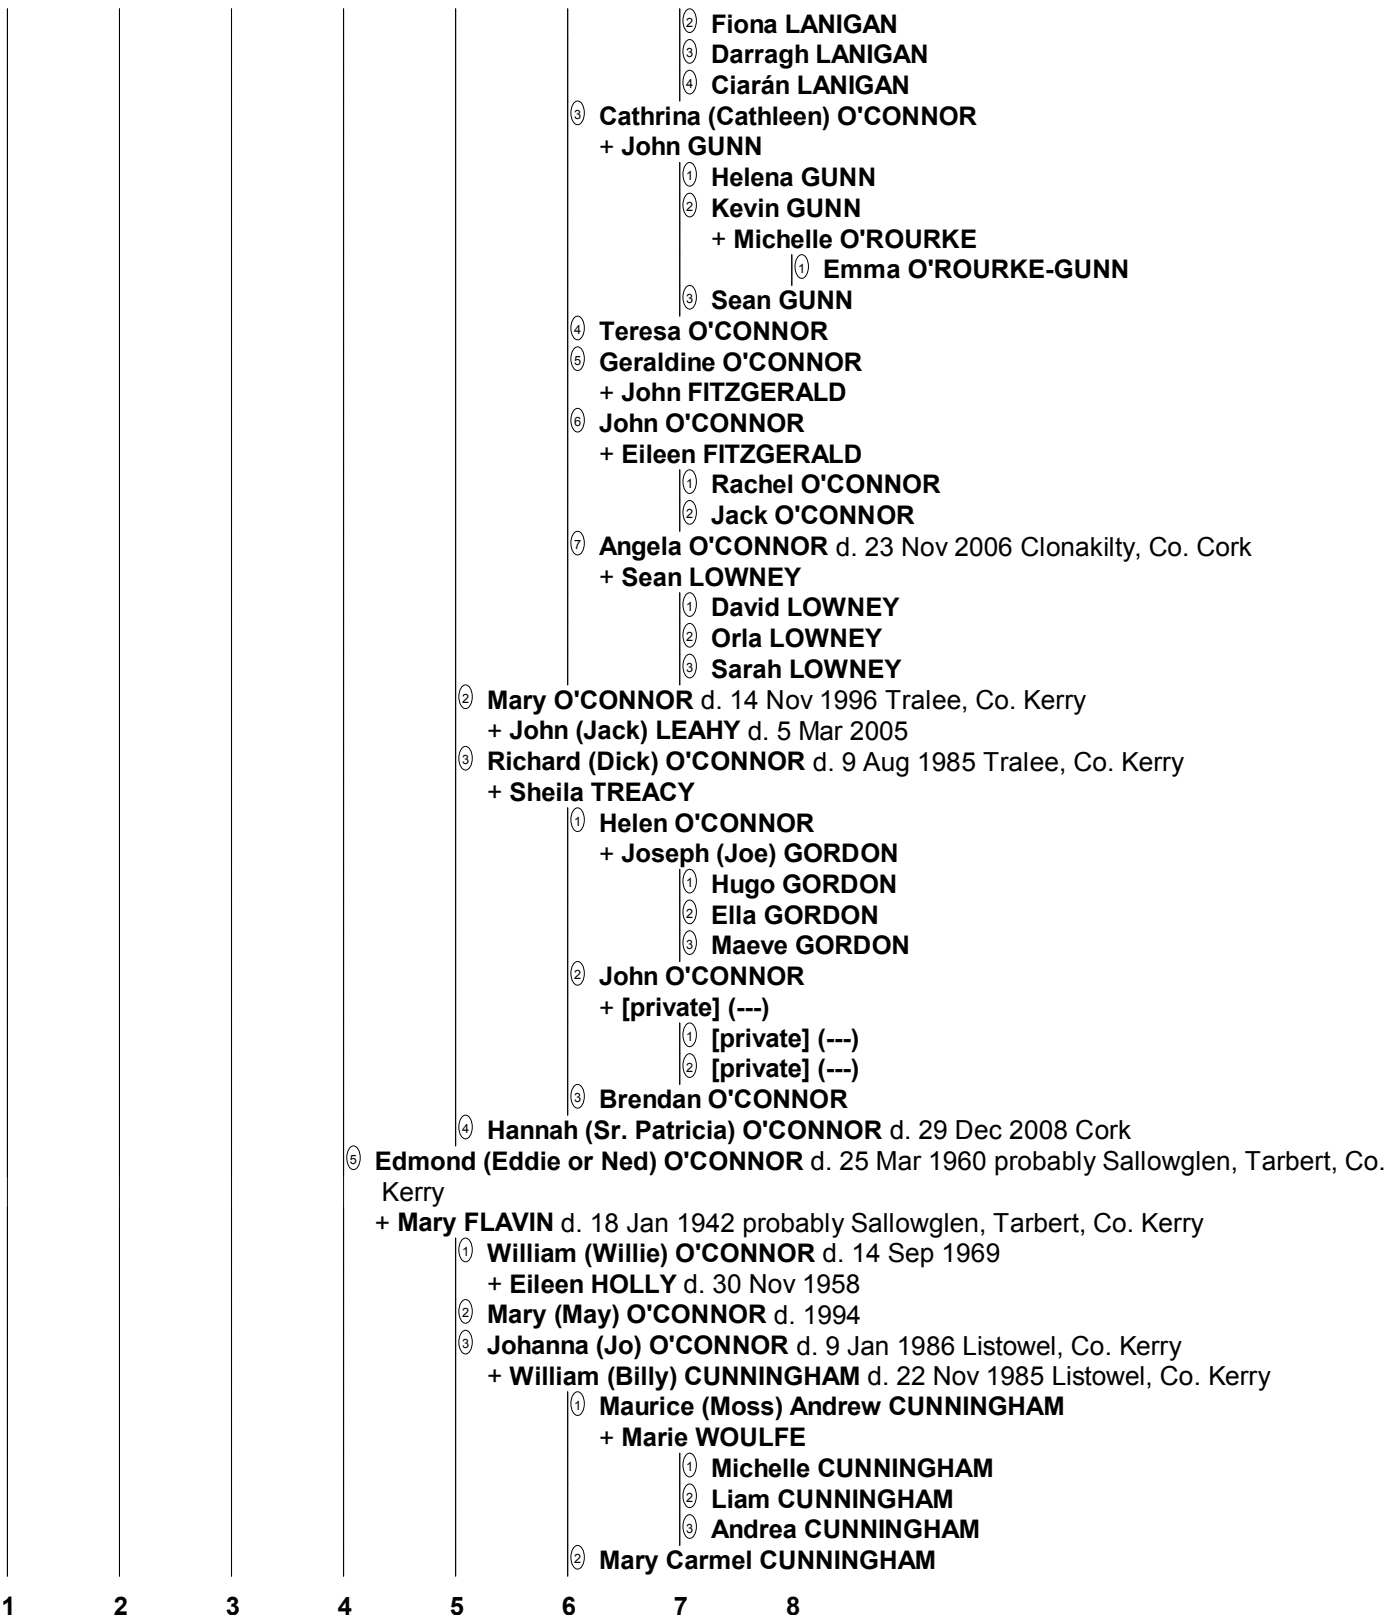 ② Fiona LANIGAN
③ Darragh LANIGAN
④ Ciarán LANIGAN
③ Cathrina (Cathleen) O'CONNOR
+ John GUNN
① Helena GUNN
② Kevin GUNN
+ Michelle O'ROURKE
① Emma O'ROURKE-GUNN
③ Sean GUNN
④ Teresa O'CONNOR
⑤ Geraldine O'CONNOR
+ John FITZGERALD
⑥ John O'CONNOR
+ Eileen FITZGERALD
① Rachel O'CONNOR
② Jack O'CONNOR
⑦ Angela O'CONNOR d. 23 Nov 2006 Clonakilty, Co. Cork
+ Sean LOWNEY
① David LOWNEY
② Orla LOWNEY
③ Sarah LOWNEY
② Mary O'CONNOR d. 14 Nov 1996 Tralee, Co. Kerry
+ John (Jack) LEAHY d. 5 Mar 2005
③ Richard (Dick) O'CONNOR d. 9 Aug 1985 Tralee, Co. Kerry
+ Sheila TREACY
① Helen O'CONNOR
+ Joseph (Joe) GORDON
① Hugo GORDON
② Ella GORDON
③ Maeve GORDON
② John O'CONNOR
+ [private] (---)
① [private] (---)
② [private] (---)
③ Brendan O'CONNOR
④ Hannah (Sr. Patricia) O'CONNOR d. 29 Dec 2008 Cork
⑤ Edmond (Eddie or Ned) O'CONNOR d. 25 Mar 1960 probably Sallowglen, Tarbert, Co.
Kerry
+ Mary FLAVIN d. 18 Jan 1942 probably Sallowglen, Tarbert, Co. Kerry
① William (Willie) O'CONNOR d. 14 Sep 1969
+ Eileen HOLLY d. 30 Nov 1958
② Mary (May) O'CONNOR d. 1994
③ Johanna (Jo) O'CONNOR d. 9 Jan 1986 Listowel, Co. Kerry
+ William (Billy) CUNNINGHAM d. 22 Nov 1985 Listowel, Co. Kerry
① Maurice (Moss) Andrew CUNNINGHAM
+ Marie WOULFE
① Michelle CUNNINGHAM
② Liam CUNNINGHAM
③ Andrea CUNNINGHAM
② Mary Carmel CUNNINGHAM
1 2 3 4 5 6 7 8